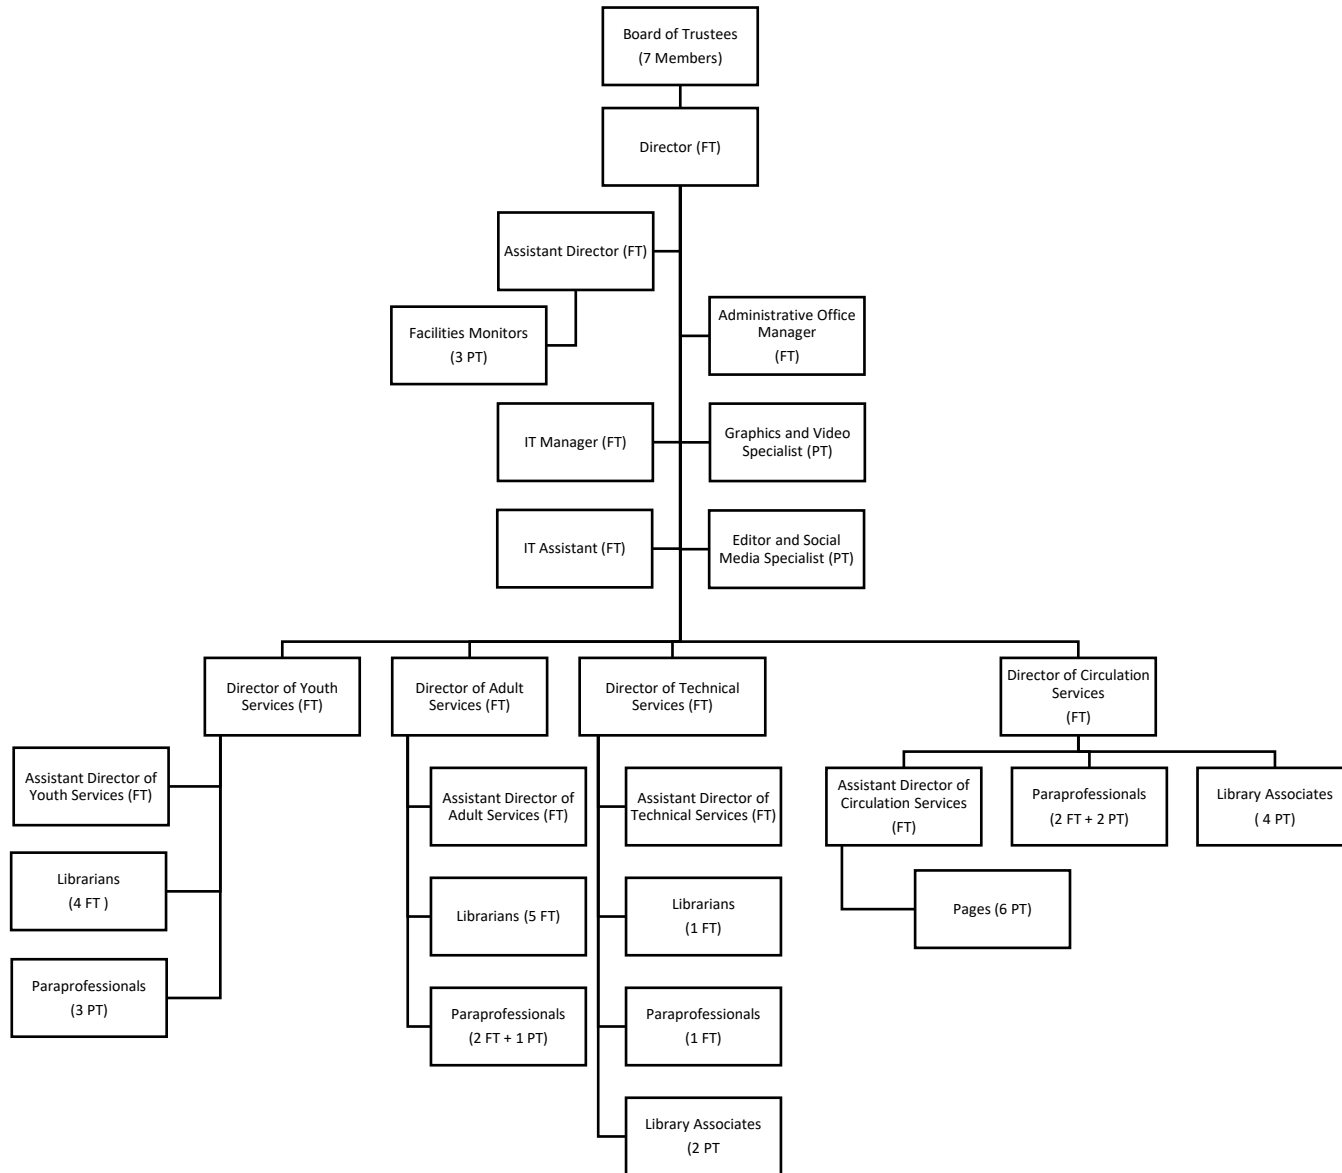 Board of Trustees
(7 Members)
Director (FT)
Assistant Director (FT)
Facilities Monitors
(3 PT)
Administrative Office
Manager
(FT)
IT Manager (FT)
Graphics and Video
Specialist (PT)
IT Assistant (FT)
Editor and Social
Media Specialist (PT)
Director of Youth
Services (FT)
Director of Adult
Services (FT)
Director of Technical
Services (FT)
Director of Circulation
Services
(FT)
Assistant Director of
Youth Services (FT)
Librarians
(4 FT )
Paraprofessionals
(3 PT)
Assistant Director of
Adult Services (FT)
Librarians (5 FT)
Paraprofessionals
(2 FT + 1 PT)
Assistant Director of
Technical Services (FT)
Librarians
(1 FT)
Paraprofessionals
(1 FT)
Library Associates
(2 PT
Assistant Director of
Circulation Services
(FT)
Pages (6 PT)
Paraprofessionals
(2 FT + 2 PT)
Library Associates
( 4 PT)